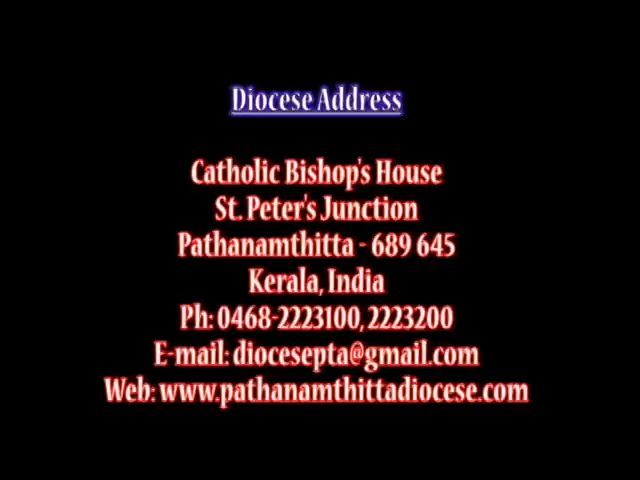 Diocese Address
Catholic Bishop's House
St. Peter's Junction
Pathanamthitta - 689 645
Kerala, India
Ph: 0468-2223100, 2223200
E-mail: diocesepta@gmail.com
Web: www.pathanamthittadiocese.com